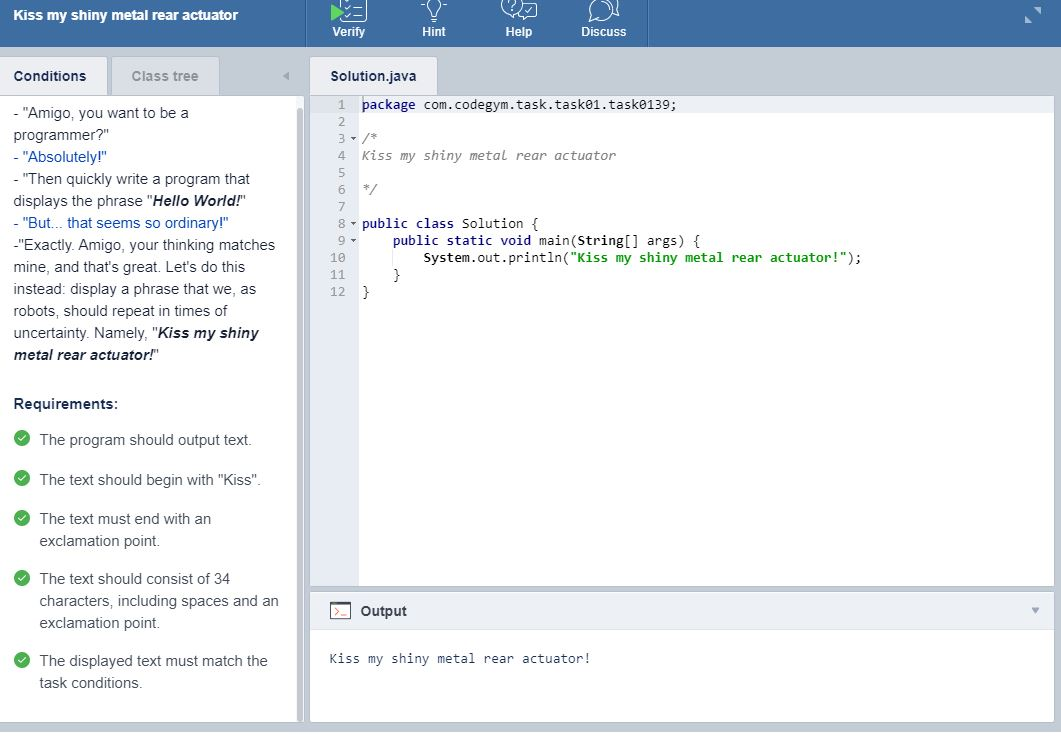 Kiss my shiny metal rear actuator
Verify
Hint
Help
Discuss
Conditions
Class tree
- "Amigo, you want to be a
programmer?"
- "Absolutely!"
- "Then quickly write a program that
displays the phrase "Hello World!"
- "But... that seems so ordinary!"
-"Exactly. Amigo, your thinking matches
mine, and that's great. Let's do this
instead: display a phrase that we, as
robots, should repeat in times of
uncertainty. Namely, "Kiss my shiny
metal rear actuator!"
Requirements:
The program should output text.
The text should begin with "Kiss".
The text must end with an
exclamation point.
The text should consist of 34
characters, including spaces and an
exclamation point.
The displayed text must match the
task conditions.
Solution.java
1 package com.codegym.task.task01.task0139;
2
3 /*
4 Kiss my shiny metal rear actuator
5
6 */
7
8 public class Solution {
9     public static void main(String[] args) {
10         System.out.println("Kiss my shiny metal rear actuator!");
11     }
12 }
Output
Kiss my shiny metal rear actuator!